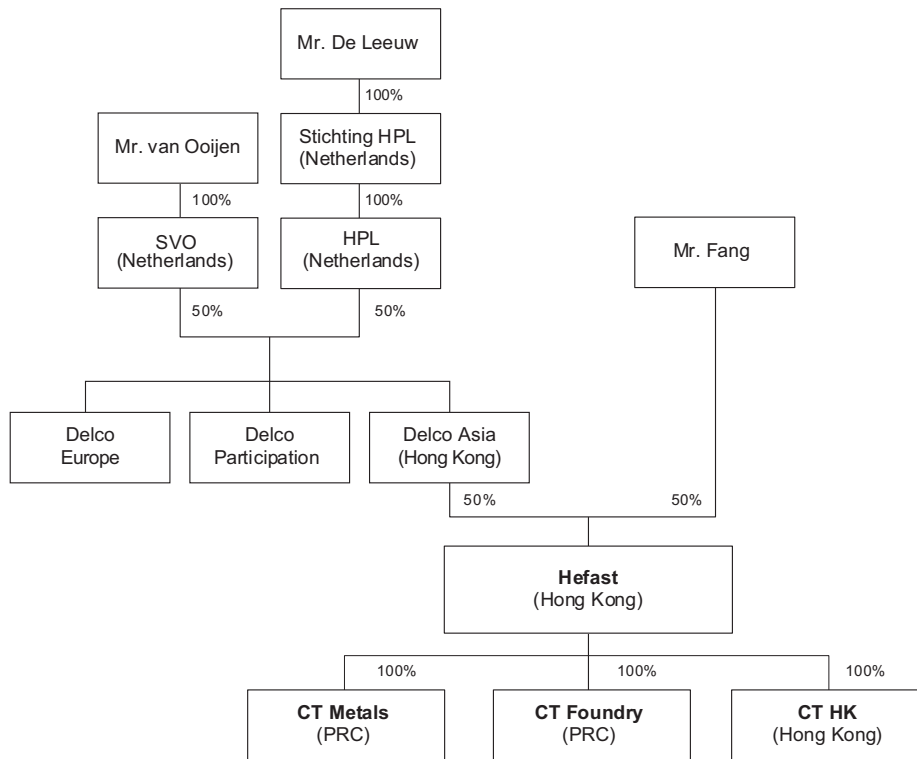 Mr. De Leeuw
100%
Mr. van Ooijen
Stichting HPL
(Netherlands)
100%
100%
SVO
(Netherlands)
HPL
(Netherlands)
Mr. Fang
50%
50%
Delco
Europe
Delco
Participation
Delco Asia
(Hong Kong)
50%
50%
Hefast
(Hong Kong)
100%
100%
100%
CT Metals
(PRC)
CT Foundry
(PRC)
CT HK
(Hong Kong)